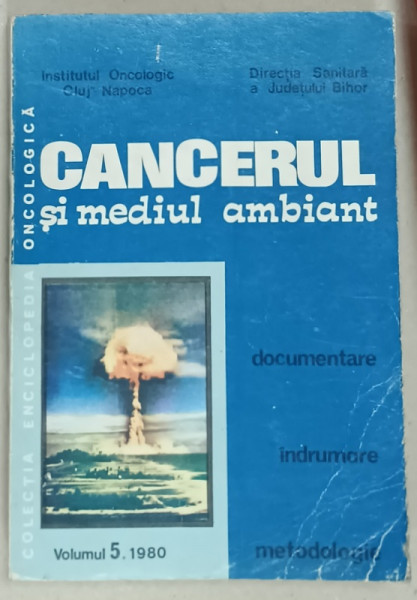 Institutul Oncologic
Cluj Napoca
Direcția Sanitară
a Județului Bihor
COLECȚIA ENCICLOPEDIA ONCOLOGICĂ
CANCERUL
și mediul ambiant
documentare
îndrumare
metodologie
Volumul 5. 1980